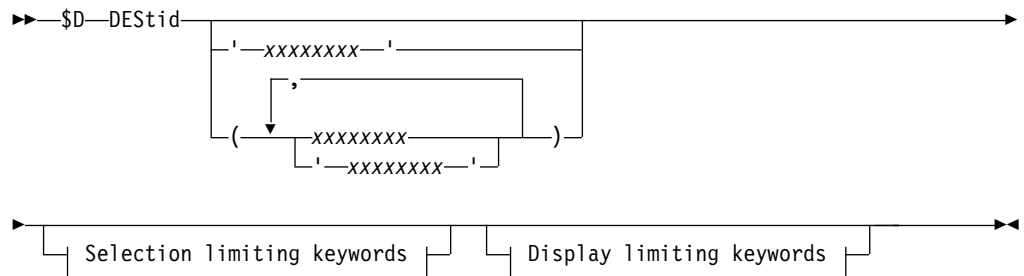 $D DEStid
' xxxxxxxx '
,
( xxxxxxxx )
' xxxxxxxx '
Selection limiting keywords Display limiting keywords